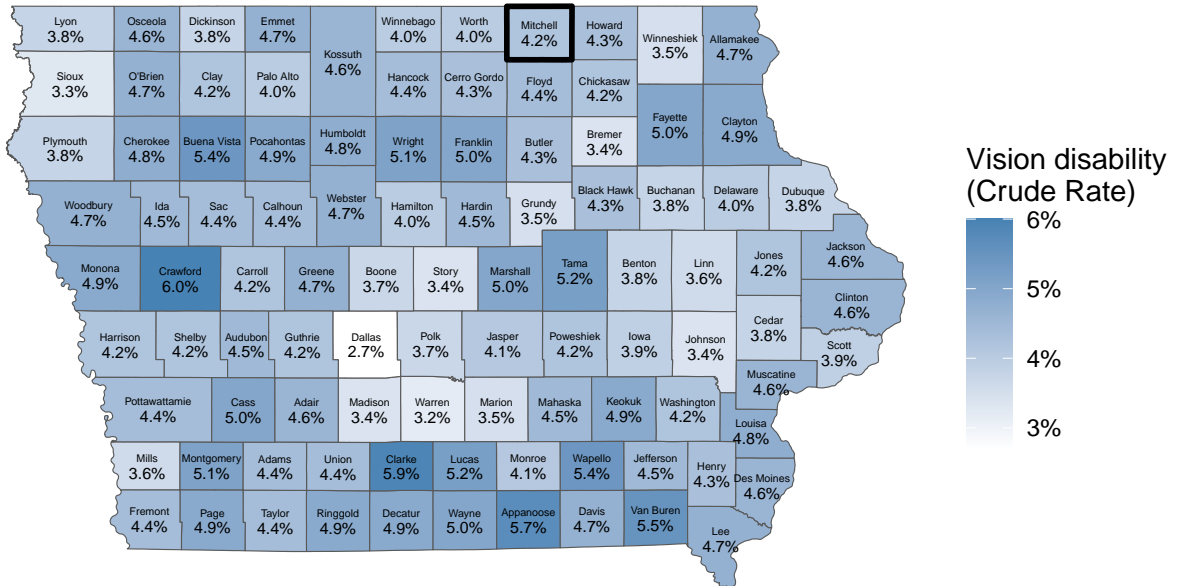 Lyon
3.8%
Osceola
4.6%
Dickinson
3.8%
Emmet
4.7%
Kossuth
4.6%
Winnebago
4.0%
Worth
4.0%
Mitchell
4.2%
Howard
4.3%
Winneshiek
3.5%
Allamakee
4.7%
Sioux
3.3%
O'Brien
4.7%
Clay
4.2%
Palo Alto
4.0%
Hancock
4.4%
Cerro Gordo
4.3%
Floyd
4.4%
Chickasaw
4.2%
Fayette
5.0%
Clayton
4.9%
Plymouth
3.8%
Cherokee
4.8%
Buena Vista
5.4%
Pocahontas
4.9%
Humboldt
4.8%
Wright
5.1%
Franklin
5.0%
Butler
4.3%
Bremer
3.4%
Woodbury
4.7%
Ida
4.5%
Sac
4.4%
Calhoun
4.4%
Webster
4.7%
Hamilton
4.0%
Hardin
4.5%
Grundy
3.5%
Black Hawk
4.3%
Buchanan
3.8%
Delaware
4.0%
Dubuque
3.8%
Monona
4.9%
Crawford
6.0%
Carroll
4.2%
Greene
4.7%
Boone
3.7%
Story
3.4%
Marshall
5.0%
Tama
5.2%
Benton
3.8%
Linn
3.6%
Jones
4.2%
Jackson
4.6%
Clinton
4.6%
Harrison
4.2%
Shelby
4.2%
Audubon
4.5%
Guthrie
4.2%
Dallas
2.7%
Polk
3.7%
Jasper
4.1%
Poweshiek
4.2%
Iowa
3.9%
Johnson
3.4%
Cedar
3.8%
Scott
3.9%
Muscatine
4.6%
Pottawattamie
4.4%
Cass
5.0%
Adair
4.6%
Madison
3.4%
Warren
3.2%
Marion
3.5%
Mahaska
4.5%
Keokuk
4.9%
Washington
4.2%
Louisa
4.8%
Mills
3.6%
Montgomery
5.1%
Adams
4.4%
Union
4.4%
Clarke
5.9%
Lucas
5.2%
Monroe
4.1%
Wapello
5.4%
Jefferson
4.5%
Henry
4.3%
Des Moines
4.6%
Fremont
4.4%
Page
4.9%
Taylor
4.4%
Ringgold
4.9%
Decatur
4.9%
Wayne
5.0%
Appanoose
5.7%
Davis
4.7%
Van Buren
5.5%
Lee
4.7%
Vision disability
(Crude Rate)
6%
5%
4%
3%